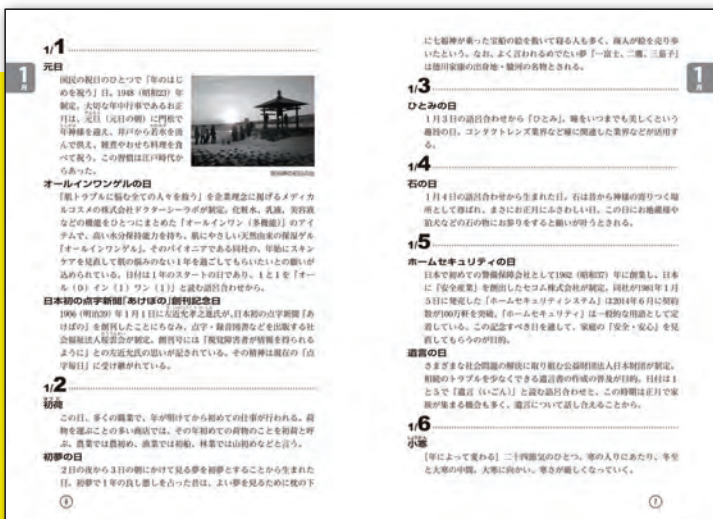 1月
1/1
元日
国民の祝日のひとつで「年のはじ
めを祝う」日。1948（昭和23）年
制定。大切な年中行事であるお正
月は、元旦（元日の朝）に門松で
年神様を迎え、井戸から若水を汲
んで供え、雑煮やおせち料理を食
べて祝う。この習慣は江戸時代か
らあった。
オールインワンゲルの日
「肌トラブルに悩む全ての人々を救う」を企業理念に掲げるメディカ
ルコスメの株式会社ドクターシーラボが制定。化粧水、乳液、美容液
などの機能をひとつにまとめた「オールインワン（多機能）」のアイ
テムで、高い水分保持能力を持ち、肌にやさしい天然由来の保湿ゲル
「オールインワンゲル」。そのパイオニアである同社の、年始にスキン
ケアを見直して肌の悩みのない1年を過ごしてもらいたいとの願いが
込められている。日付は1年のスタートの日であり、1と1を「オー
ル（0）イン（1）ワン（1）」と読む語呂合わせから。
日本初の点字新聞「あけぼの」創刊記念日
1906（明治39）年1月1日に左近允孝之進氏が、日本初の点字新聞「あ
けぼの」を創刊したことにちなみ、点字・録音図書などを出版する社
会福祉法人桜雲会が制定。創刊号には「視覚障害者が情報を得られる
ように」との左近允氏の思いが記されている。その精神は現在の「点
字毎日」に受け継がれている。
1/2
初荷
この日、多くの職業で、年が明けてから初めての仕事が行われる。荷
物を運ぶことの多い商店では、その年初めての荷物のことを初荷と呼
ぶ。農業では農初め、漁業では初船、林業では山初めなどと言う。
初夢の日
2日の夜から3日の朝にかけて見る夢を初夢とすることから生まれた
日。初夢で1年の良し悪しを占った昔は、よい夢を見るために枕の下
6
に七福神が乗った宝船の絵を敷いて寝る人も多く、商人が絵を売り歩
いたという。なお、よく言われるめでたい夢「一富士、二鷹、三茄子」
は徳川家康の出身地・駿河の名物とされる。
1月
1/3
ひとみの日
1月3日の語呂合わせから「ひとみ」。瞳をいつまでも美しくという
趣旨の日。コンタクトレンズ業界など瞳に関連した業界などが活用す
る。
1/4
石の日
1月4日の語呂合わせから生まれた日。石は昔から神様の寄りつく場
所として尊ばれ、まさにお正月にふさわしい。この日にお地蔵様や
狛犬などの石の物にお参りをすると願いが叶うとされる。
1/5
ホームセキュリティの日
日本で初めての警備保障会社として1962（昭和37）年に創業し、日本
に「安全産業」を創出したセコム株式会社が制定。同社が1981年1月
5日に発売した「ホームセキュリティシステム」は2014年6月に契約
数が100万軒を突破。「ホームセキュリティ」は一般的な用語として定
着している。この記念すべき日を通して、家庭の「安全・安心」を見
直してもらうのが目的。
遺言の日
さまざまな社会問題の解決に取り組む公益財団法人日本財団が制定。
相続のトラブルを少なくできる遺言書の作成の普及が目的。日付は1
と5で「遺言（いごん）」と読む語呂合わせと、この時期は正月で家
族が集まる機会も多く、遺言について話し合えることから。
1/6
小寒
［年によって変わる］二十四節気のひとつ。寒の入りにあたり、冬至
と大寒の中間。大寒に向かい、寒さが厳しくなっていく。
7